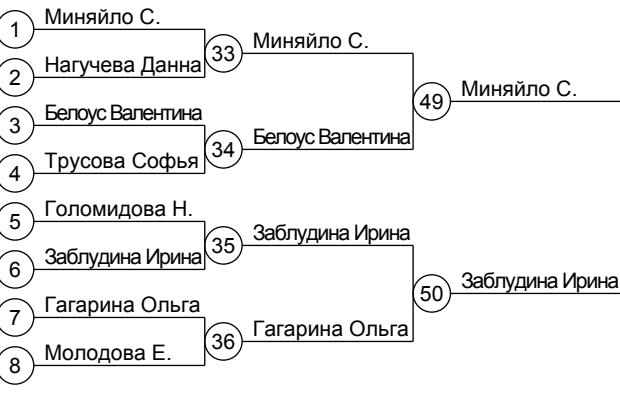 1 Миняйло С.
33 Миняйло С.
2 Нагучева Данна
49 Миняйло С.
3 Белоус Валентина
34 Белоус Валентина
4 Трусова Софья
5 Голомидова Н.
35 Заблудина Ирина
6 Заблудина Ирина
50 Заблудина Ирина
7 Гагарина Ольга
36 Гагарина Ольга
8 Молодова Е.